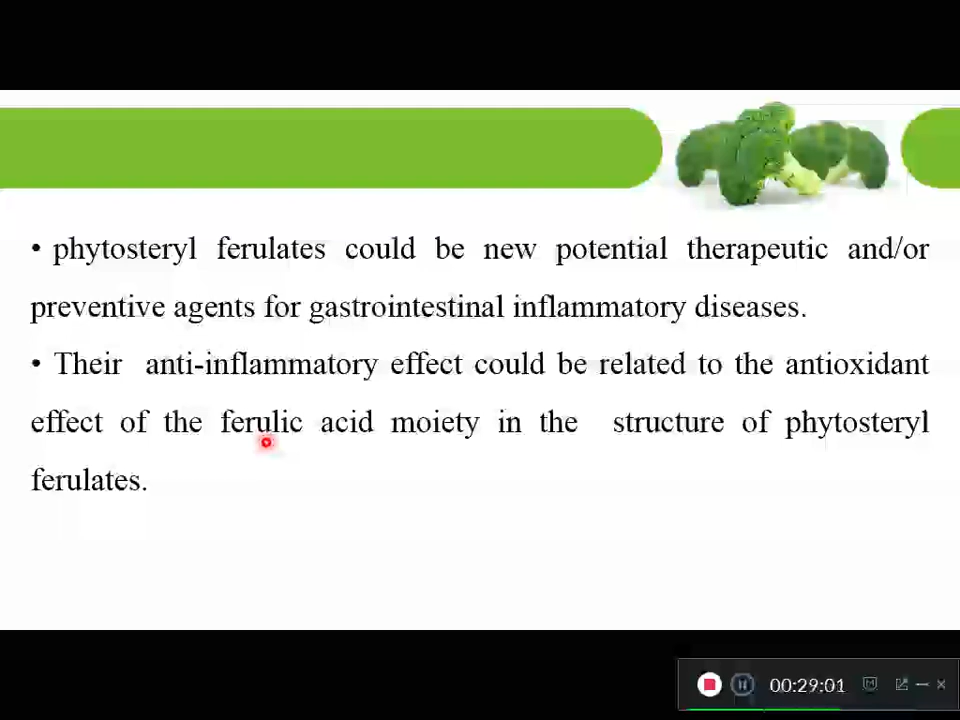 • phytosteryl ferulates could be new potential therapeutic and/or
preventive agents for gastrointestinal inflammatory diseases.
• Their anti-inflammatory effect could be related to the antioxidant
effect of the ferulic acid moiety in the structure of phytosteryl
ferulates.
00:29:01